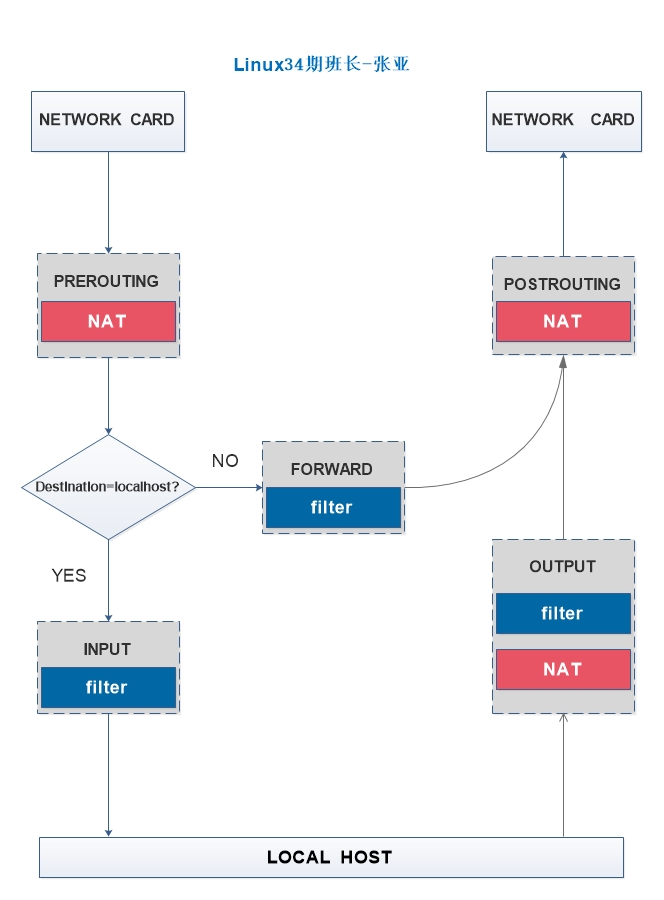 Linux34期班长-张亚
NETWORK CARD
NETWORK CARD
PREROUTING
NAT
POSTROUTING
NAT
Destination=localhost?
NO
FORWARD
filter
YES
OUTPUT
filter
NAT
INPUT
filter
LOCAL HOST